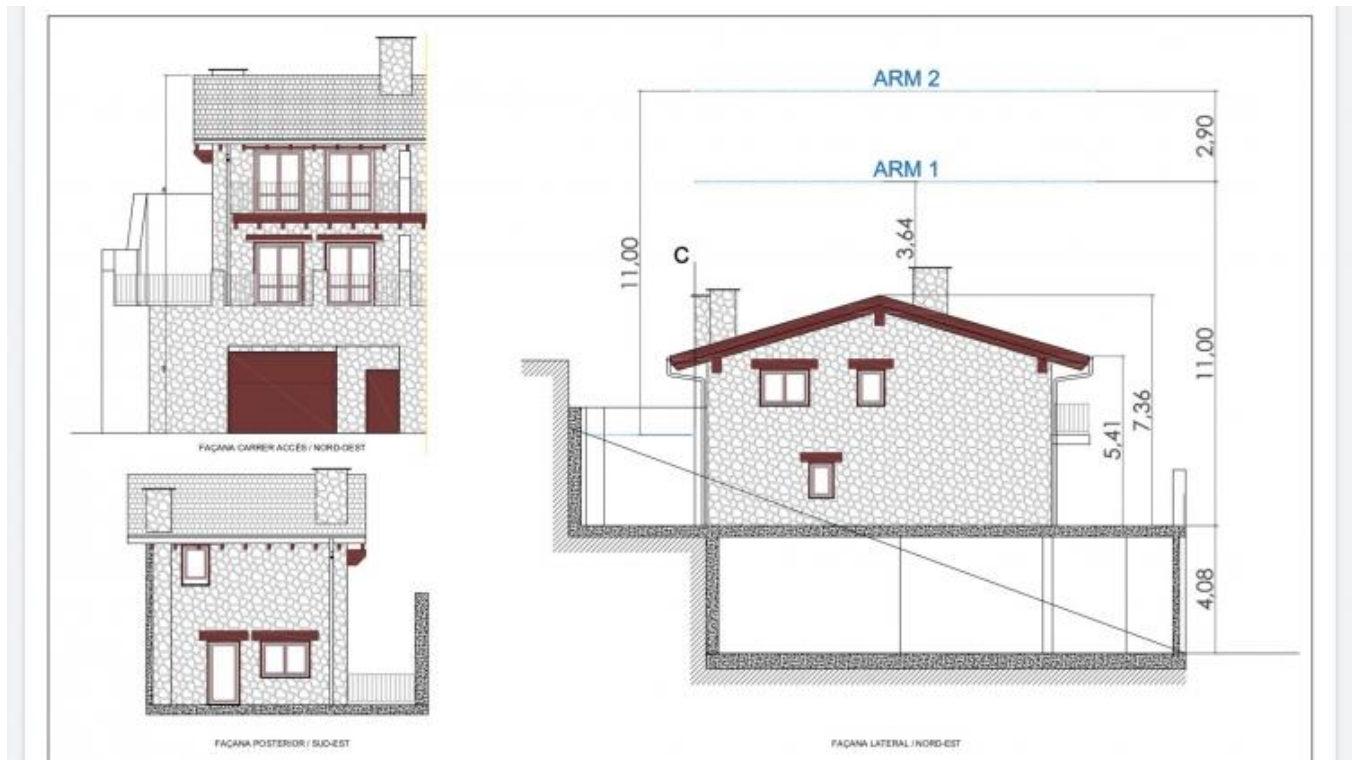 FAÇANA CARRER ACCÉS / NORD-OEST
FAÇANA POSTERIOR / SUD-EST
ARM 2
2,90
ARM 1
11,00
C
3,64
11,00
7,36
5,41
4,08
FAÇANA LATERAL / NORD-EST